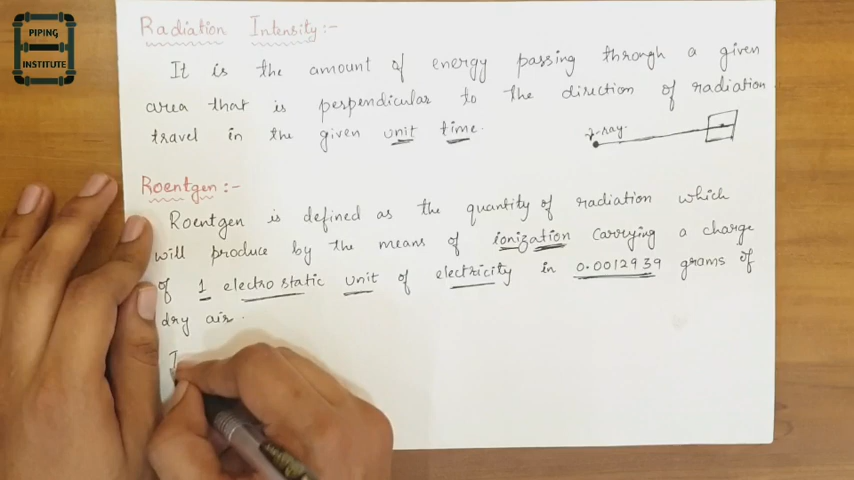 PIPING
INSTITUTE
Radiation Intensity:-
It is the amount of energy passing through a given
area that is perpendicular to the direction of radiation
travel in the given unit time.
γ-ray.
Roentgen:-
Roentgen is defined as the quantity of radiation which
will produce by the means of ionization carrying a charge
of 1 electro static unit of electricity in 0.0012939 grams of
dry air.
I